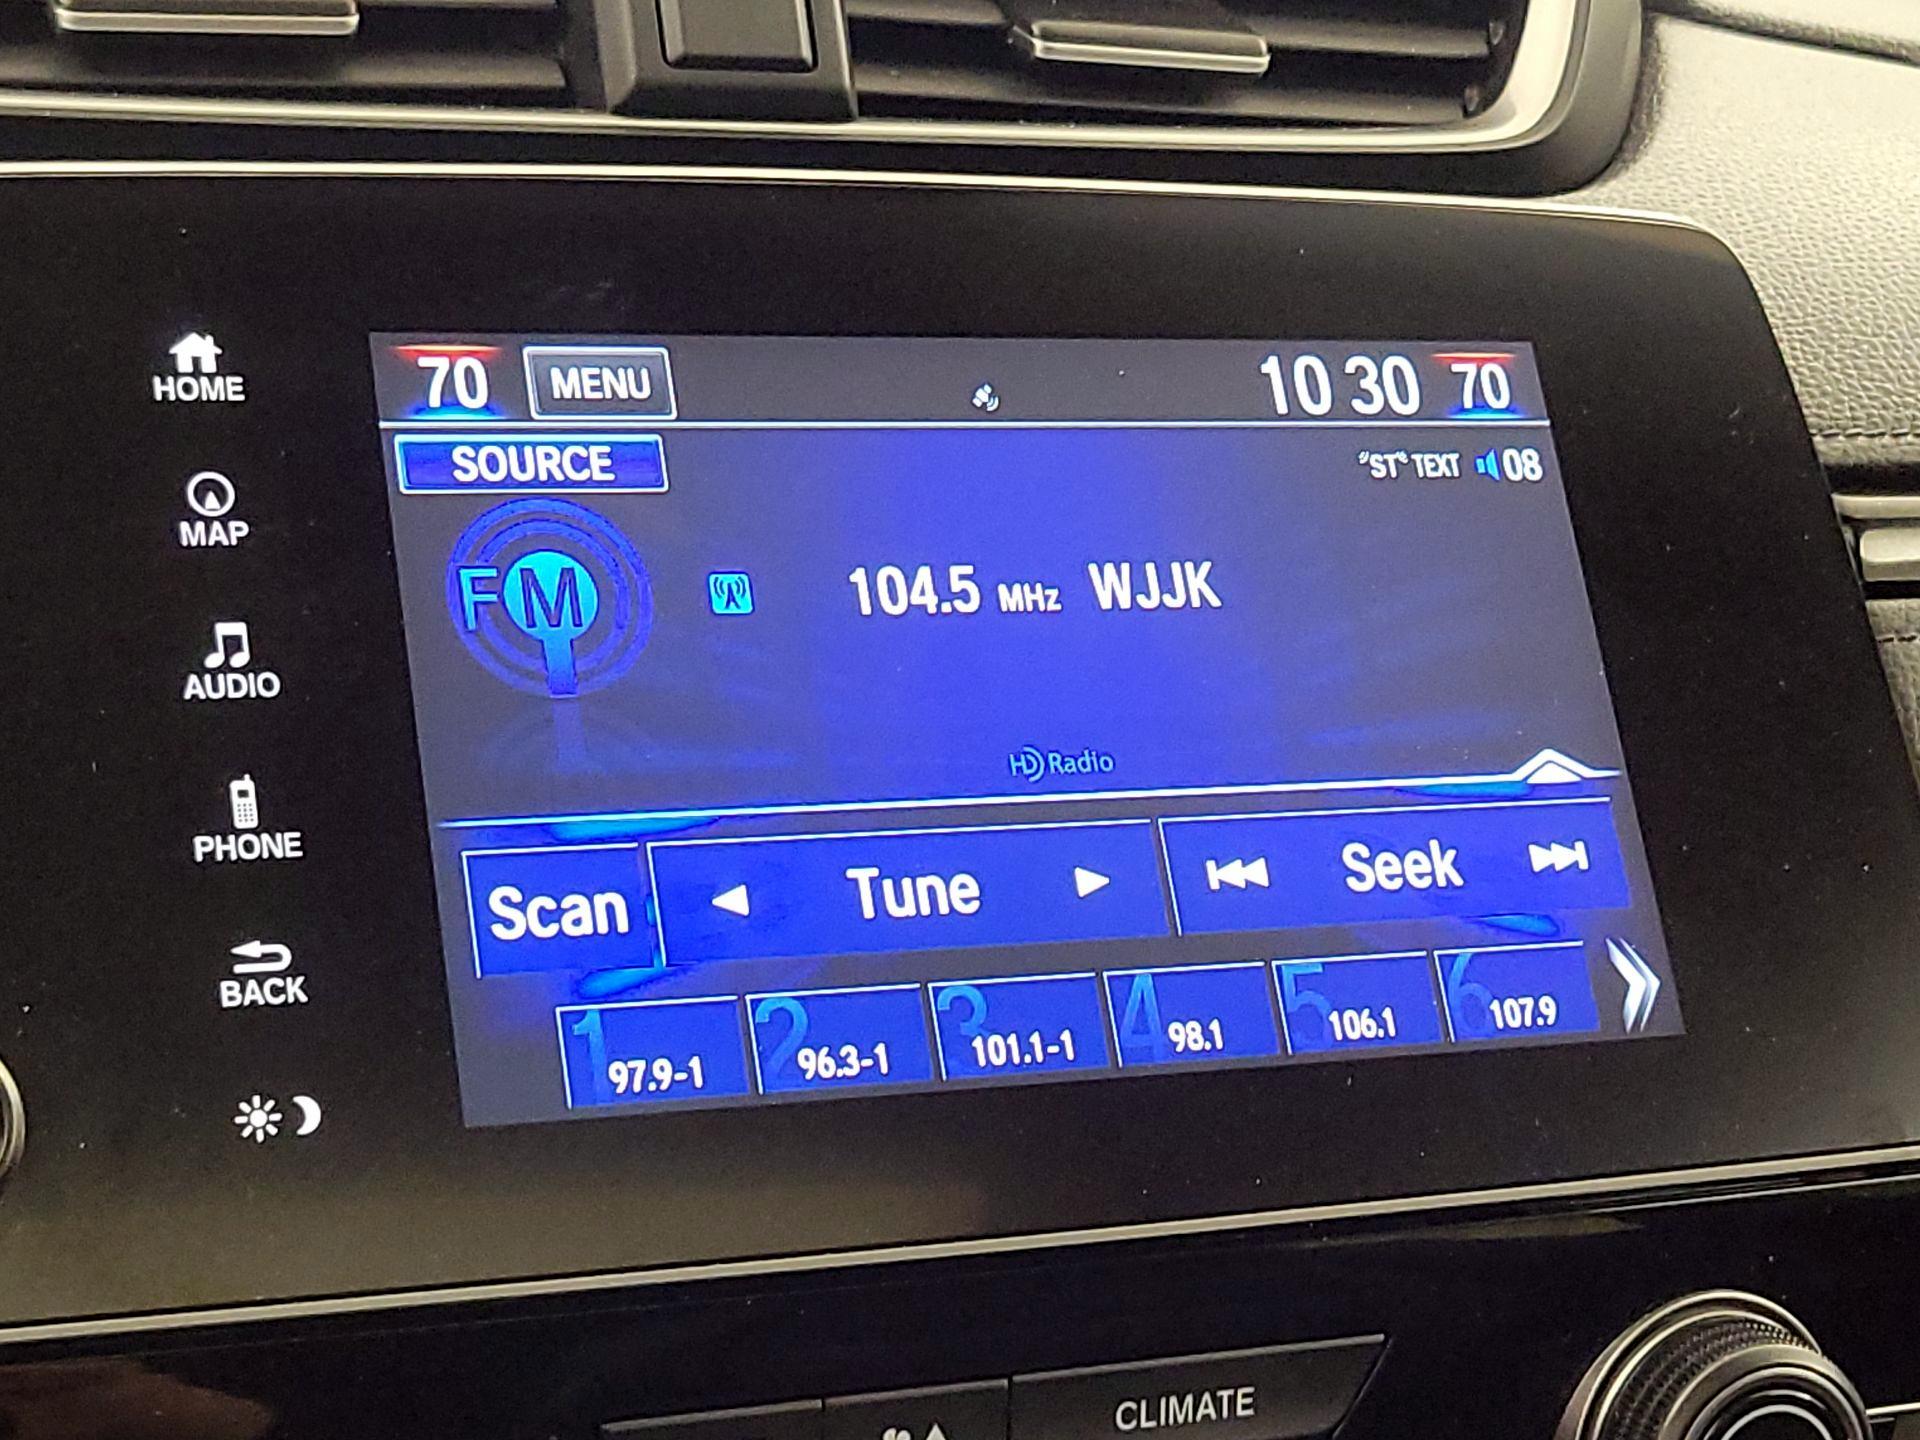 70 MENU 10 30 70
HOME
SOURCE "ST" TEXT 08
MAP
FM 104.5 MHz WJJK
AUDIO
HD Radio
PHONE
Scan Tune Seek
BACK
1 97.9-1 2 96.3-1 3 101.1-1 4 98.1 5 106.1 6 107.9
CLIMATE